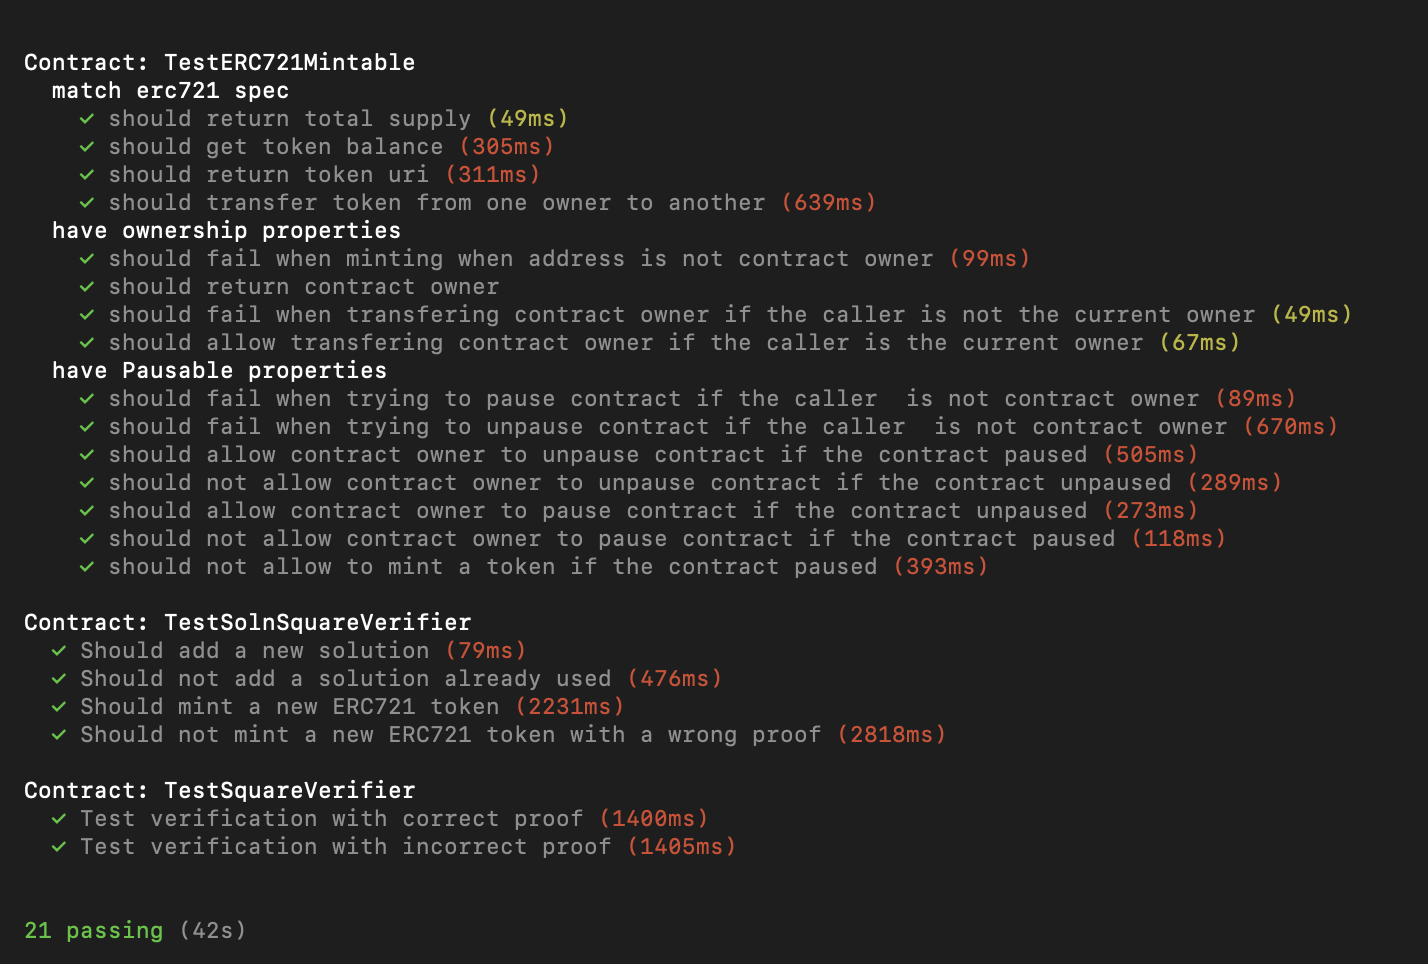 Contract: TestERC721Mintable
match erc721 spec
✓ should return total supply (49ms)
✓ should get token balance (305ms)
✓ should return token uri (311ms)
✓ should transfer token from one owner to another (639ms)
have ownership properties
✓ should fail when minting when address is not contract owner (99ms)
✓ should return contract owner
✓ should fail when transfering contract owner if the caller is not the current owner (49ms)
✓ should allow transfering contract owner if the caller is the current owner (67ms)
have Pausable properties
✓ should fail when trying to pause contract if the caller  is not contract owner (89ms)
✓ should fail when trying to unpause contract if the caller  is not contract owner (670ms)
✓ should allow contract owner to unpause contract if the contract paused (505ms)
✓ should not allow contract owner to unpause contract if the contract unpaused (289ms)
✓ should allow contract owner to pause contract if the contract unpaused (273ms)
✓ should not allow contract owner to pause contract if the contract paused (118ms)
✓ should not allow to mint a token if the contract paused (393ms)
Contract: TestSolnSquareVerifier
✓ Should add a new solution (79ms)
✓ Should not add a solution already used (476ms)
✓ Should mint a new ERC721 token (2231ms)
✓ Should not mint a new ERC721 token with a wrong proof (2818ms)
Contract: TestSquareVerifier
✓ Test verification with correct proof (1400ms)
✓ Test verification with incorrect proof (1405ms)
21 passing (42s)